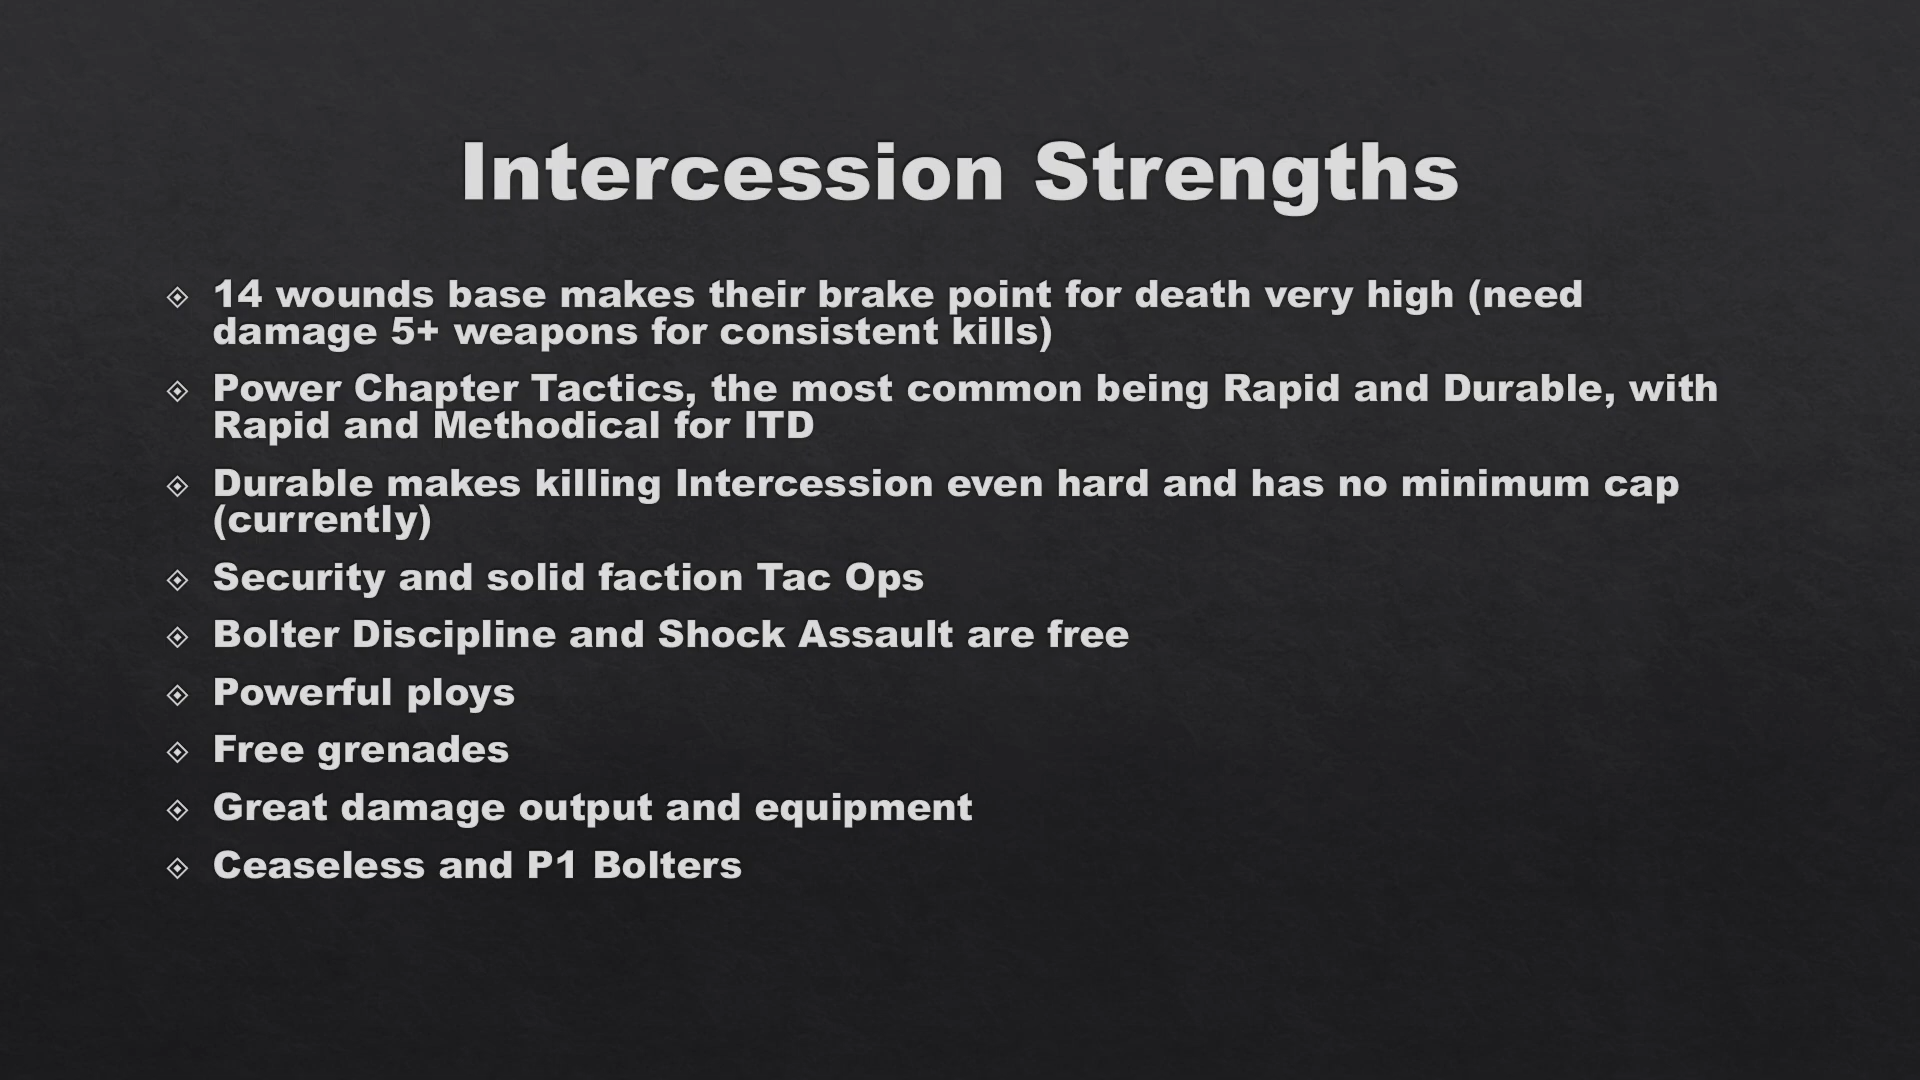 Intercession Strengths
14 wounds base makes their brake point for death very high (need
damage 5+ weapons for consistent kills)
Power Chapter Tactics, the most common being Rapid and Durable, with
Rapid and Methodical for ITD
Durable makes killing Intercession even hard and has no minimum cap
(currently)
Security and solid faction Tac Ops
Bolter Discipline and Shock Assault are free
Powerful ploys
Free grenades
Great damage output and equipment
Ceaseless and P1 Bolters